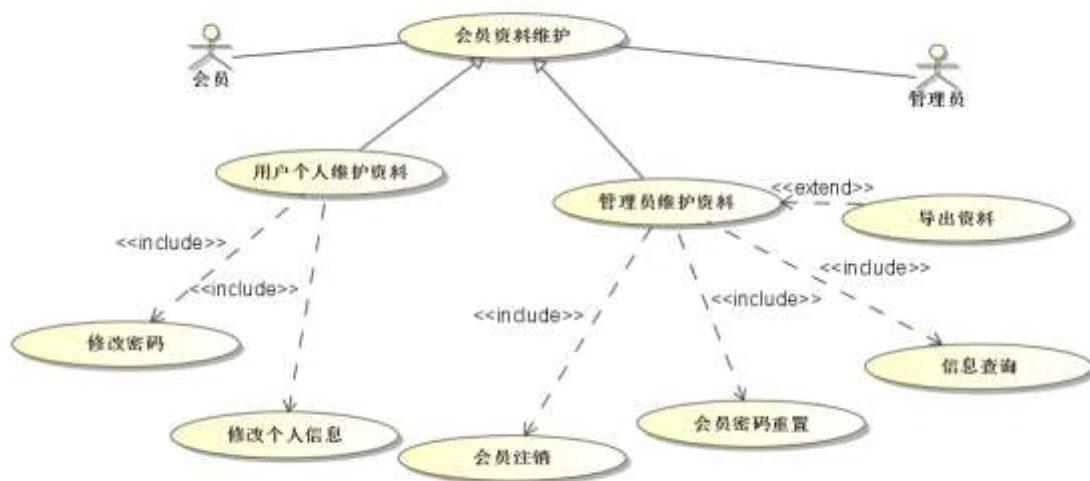 会员资料维护
会员
管理员
用户个人维护资料
管理员维护资料
<<extend>>
导出资料
<<include>>
<<include>>
<<include>>
<<include>>
<<include>>
修改密码
信息查询
修改个人信息
会员密码重置
会员注销